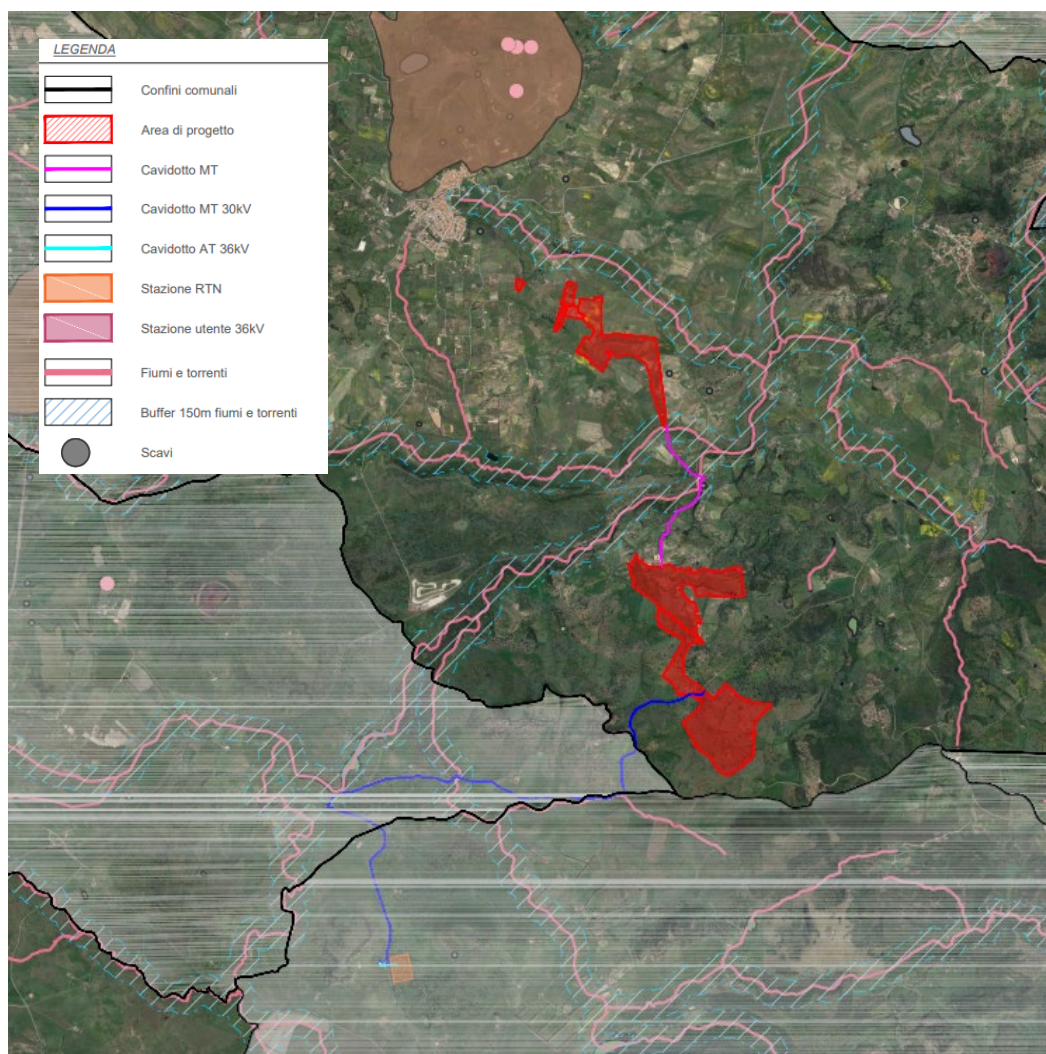 LEGENDA
Confini comunali
Area di progetto
Cavidotto MT
Cavidotto MT 30kV
Cavidotto AT 36kV
Stazione RTN
Stazione utente 36kV
Fiumi e torrenti
Buffer 150m fiumi e torrenti
Scavi